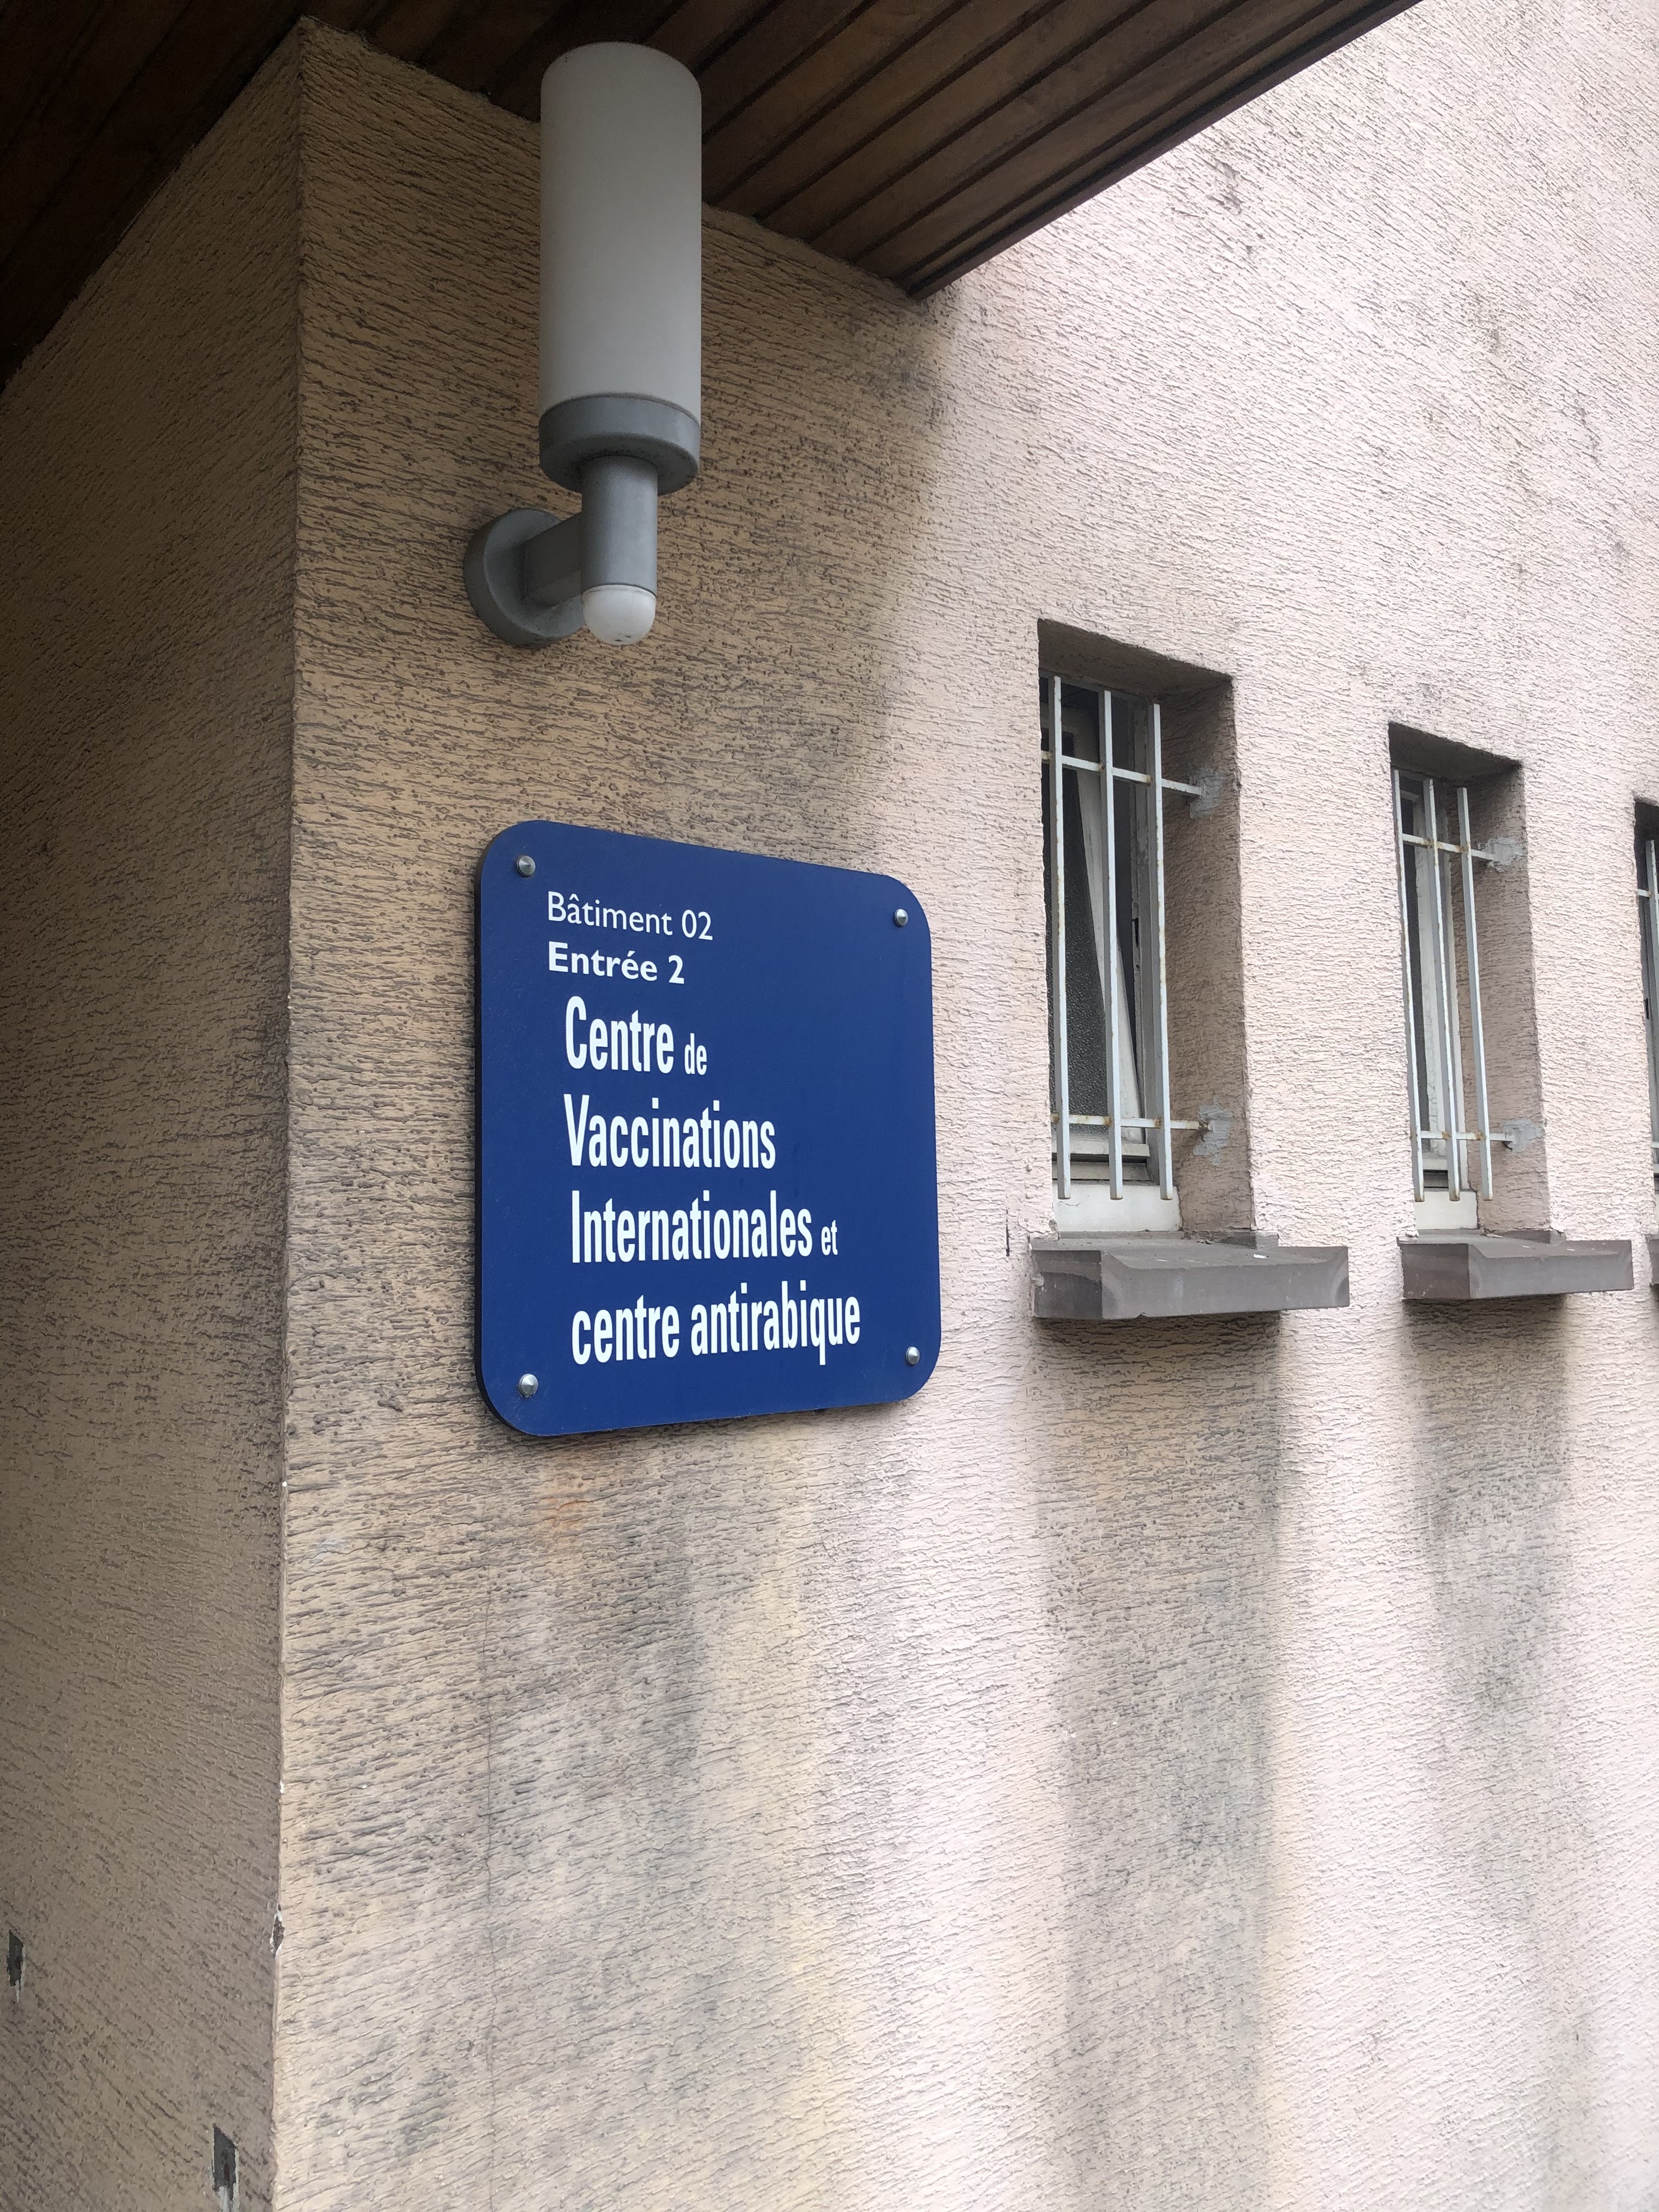 Bâtiment 02
Entrée 2
Centre de
Vaccinations
Internationales et
centre antirabique